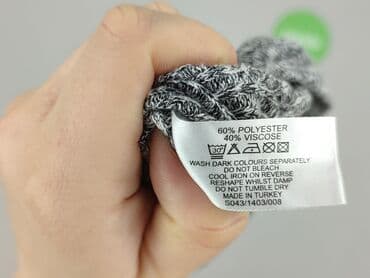 60% POLYESTER
40% VISCOSE
30°
WASH DARK COLOURS SEPARATELY
DO NOT BLEACH
COOL IRON ON REVERSE
RESHAPE WHILST DAMP
DO NOT TUMBLE DRY
MADE IN TURKEY
S043/1403/008